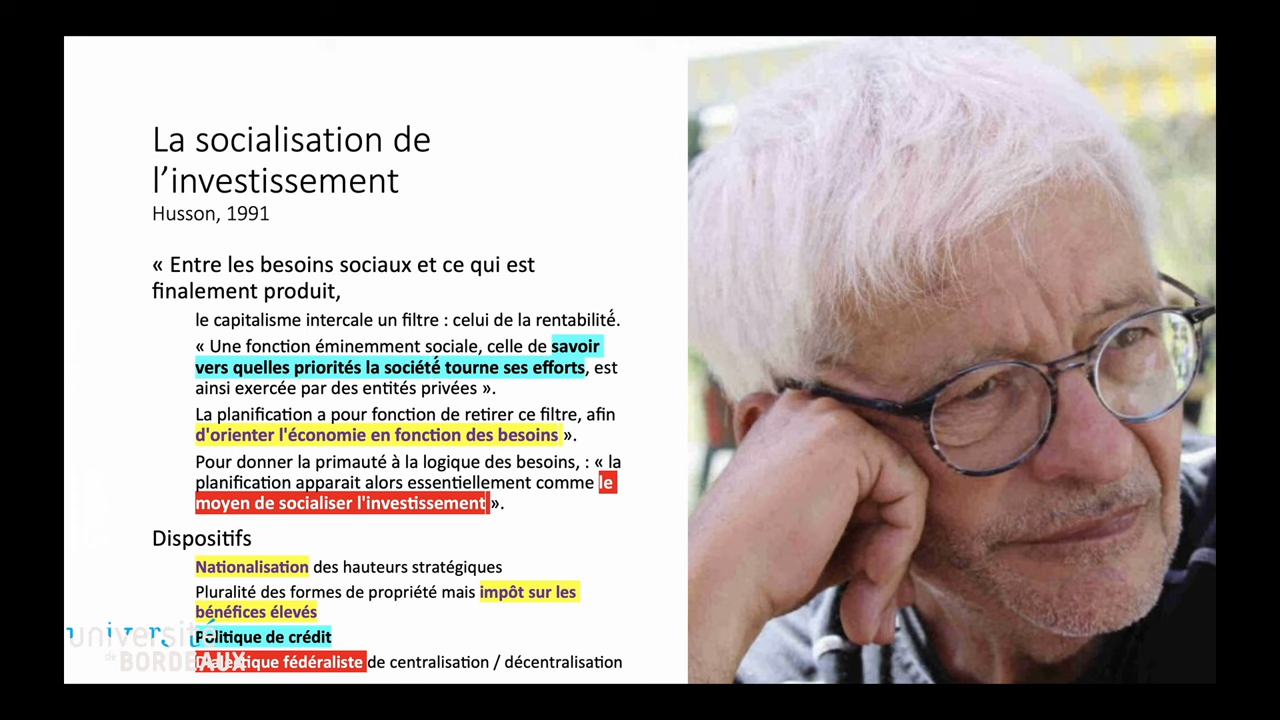 La socialisation de
l’investissement
Husson, 1991
« Entre les besoins sociaux et ce qui est
finalement produit,
le capitalisme intercale un filtre : celui de la rentabilité.
« Une fonction éminemment sociale, celle de savoir
vers quelles priorités la société tourne ses efforts, est
ainsi exercée par des entités privées ».
La planification a pour fonction de retirer ce filtre, afin
d'orienter l'économie en fonction des besoins ».
Pour donner la primauté à la logique des besoins, : « la
planification apparait alors essentiellement comme le
moyen de socialiser l'investissement ».
Dispositifs
Nationalisation des hauteurs stratégiques
Pluralité des formes de propriété mais impôt sur les
bénéfices élevés
Politique de crédit
Dialectique fédéraliste de centralisation / décentralisation
université
de BORDEAUX